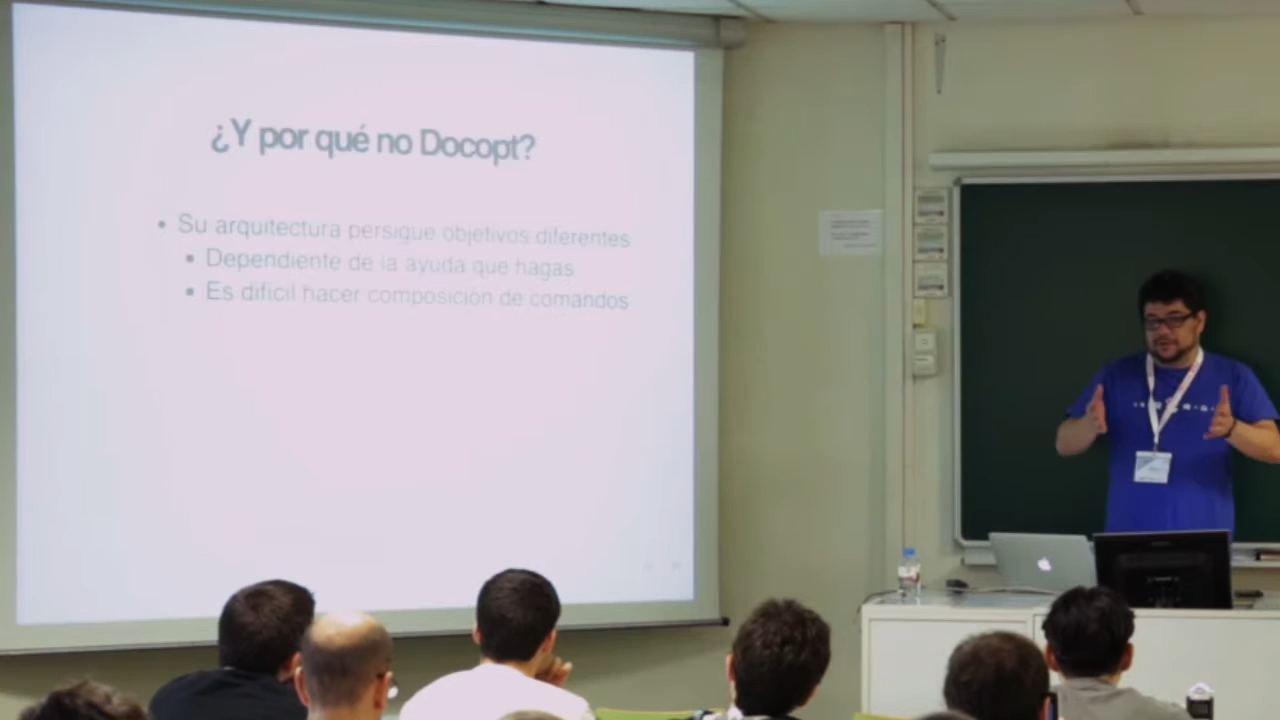 ¿Y por qué no Docopt?
Su arquitectura persigue objetivos diferentes
Dependiente de la ayuda que hagas
Es difícil hacer composición de comandos